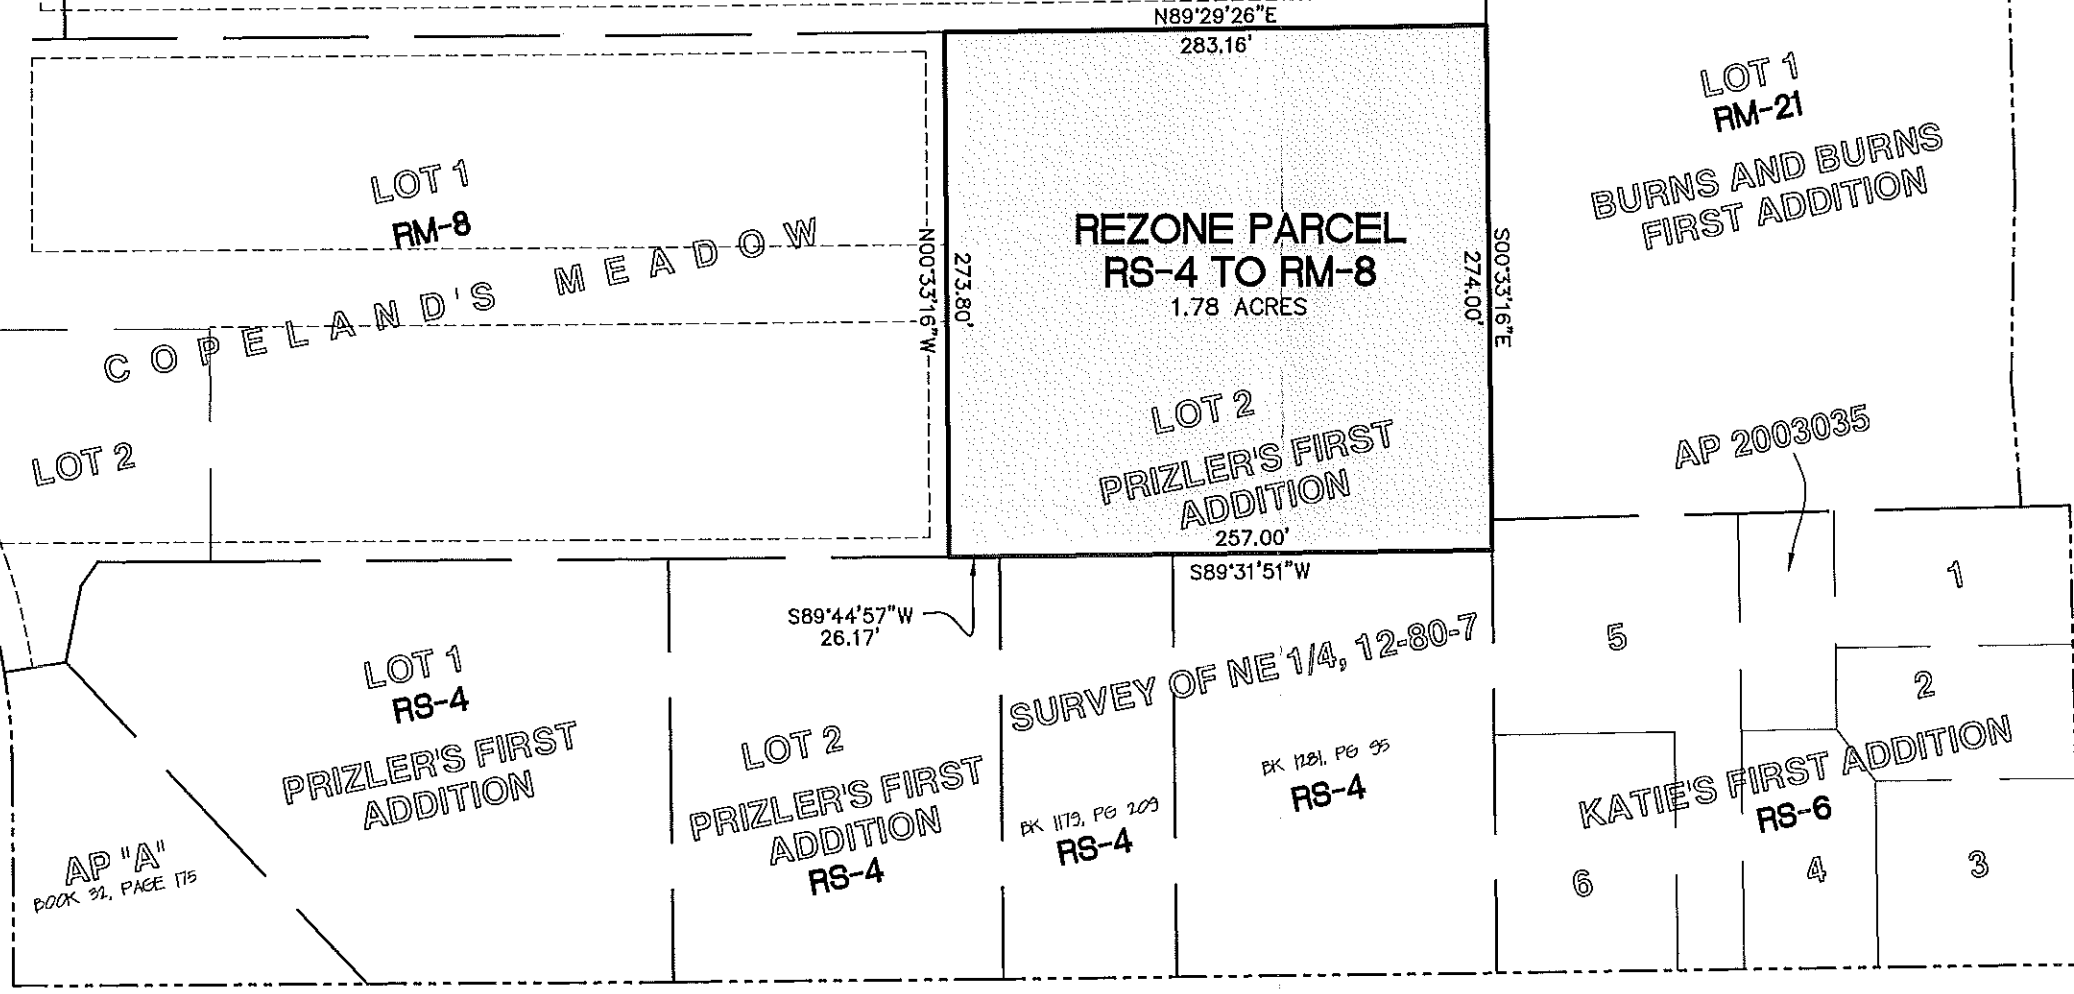 N89°29'26"E
283.16'
LOT 1
RM-21
BURNS AND BURNS
FIRST ADDITION
LOT 1
RM-8
COPELAND'S MEADOW
N00°33'16"W
273.80'
REZONE PARCEL
RS-4 TO RM-8
1.78 ACRES
274.00'
S00°33'16"E
LOT 2
LOT 2
PRIZLER'S FIRST
ADDITION
257.00'
S89°31'51"W
AP 2003035
S89°44'57"W
26.17'
LOT 1
RS-4
PRIZLER'S FIRST
ADDITION
LOT 2
PRIZLER'S FIRST
ADDITION
RS-4
SURVEY OF NE 1/4, 12-80-7
BK 1179, PG 209
RS-4
BK 1281, PG 95
RS-4
5
1
2
KATIE'S FIRST ADDITION
RS-6
6
4
3
AP "A"
BOOK 32, PAGE 175